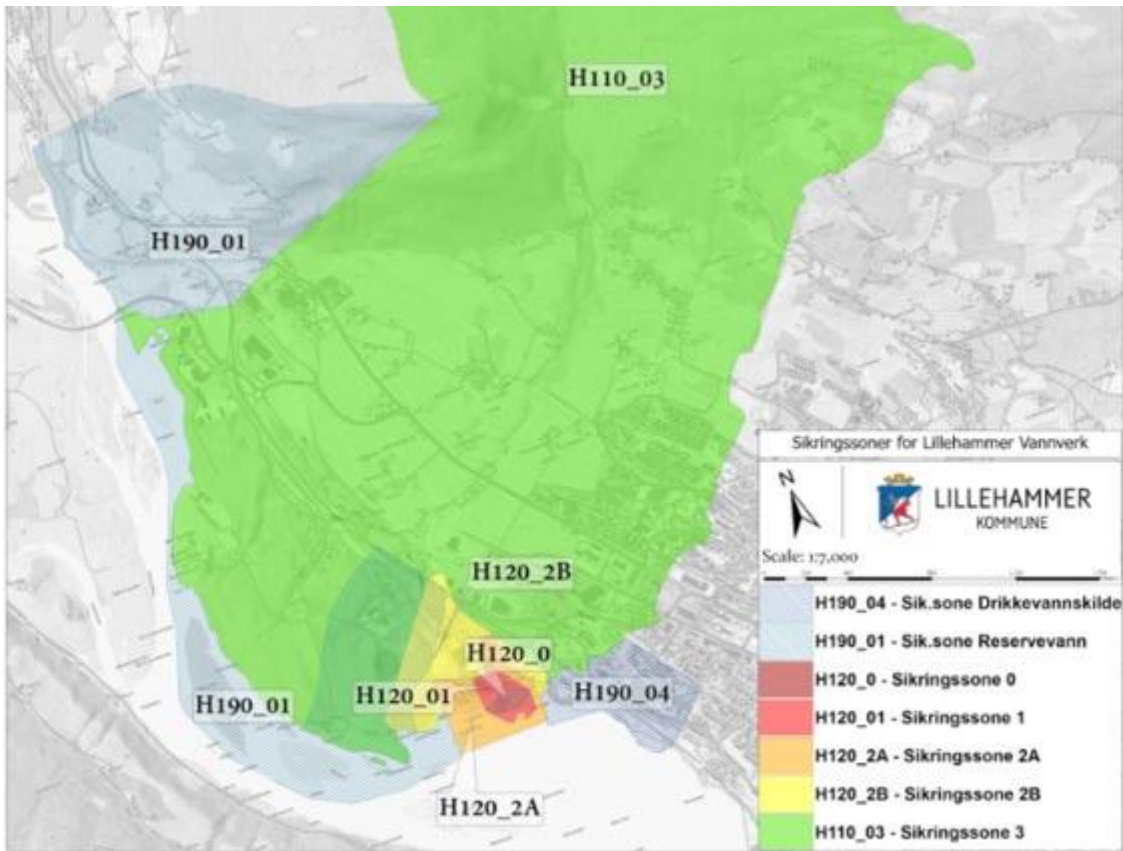 H110_03
H190_01
H120_2B
H120_0
H120_01
H190_04
H190_01
H120_2A
Sikringssoner for Lillehammer Vannverk
N
LILLEHAMMER
KOMMUNE
Scale: 1:7,000
H190_04 - Sik.sone Drikkevannskilde
H190_01 - Sik.sone Reservevann
H120_0 - Sikringssone 0
H120_01 - Sikringssone 1
H120_2A - Sikringssone 2A
H120_2B - Sikringssone 2B
H110_03 - Sikringssone 3